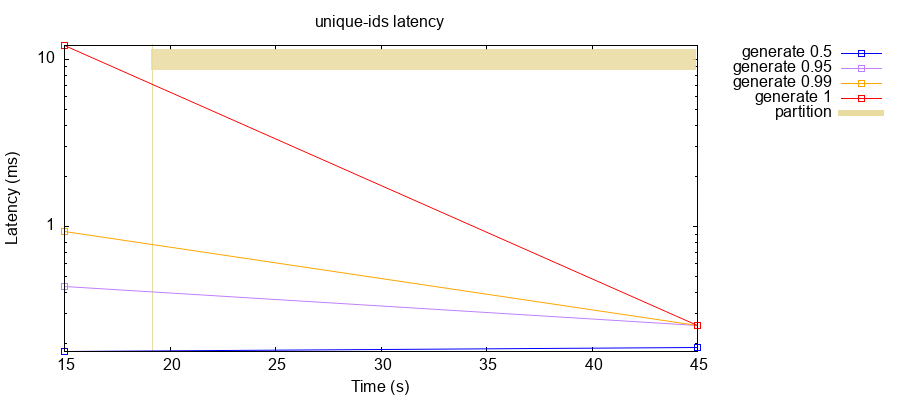 unique-ids latency
10
1
Latency (ms)
15 20 25 30 35 40 45
Time (s)
generate 0.5
generate 0.95
generate 0.99
generate 1
partition